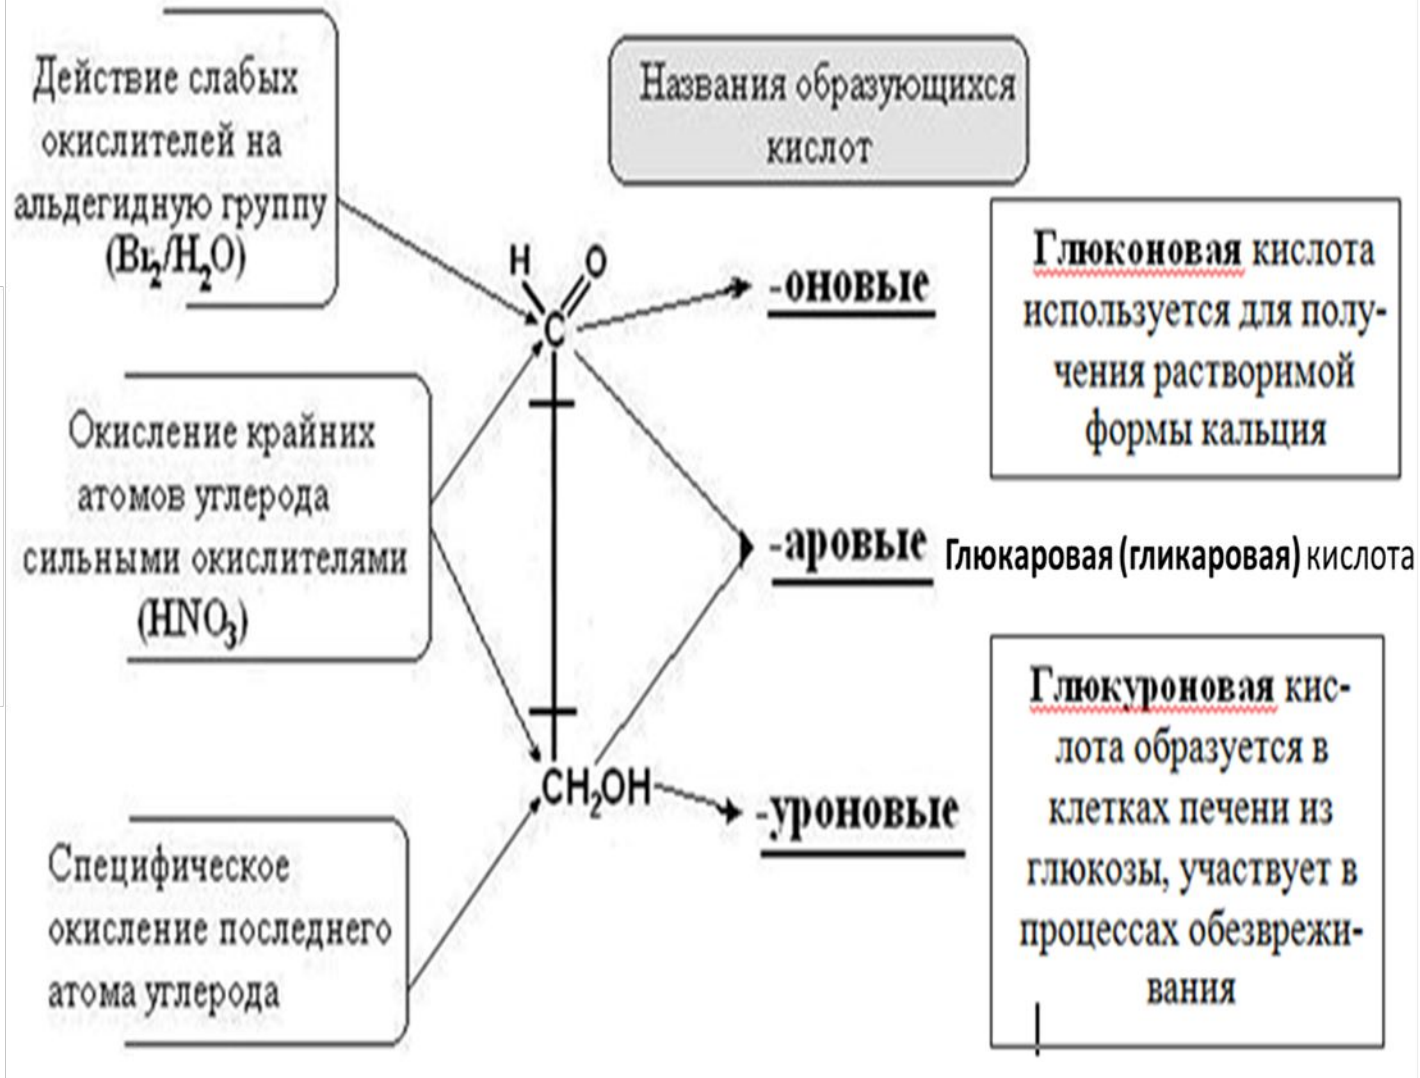 Действие слабых
окислителей на
альдегидную группу
(Br₂/H₂O)
Окисление крайних
атомов углерода
сильными окислителями
(HNO₃)
Специфическое
окисление последнего
атома углерода
H
O
C
CH₂OH
Названия образующихся
кислот
-оновые
-аровые
-уроновые
Глюконовая кислота
используется для полу-
чения растворимой
формы кальция
Глюкаровая (гликаровая) кислота
Глюкуроновая кис-
лота образуется в
клетках печени из
глюкозы, участвует в
процессах обезврежи-
вания